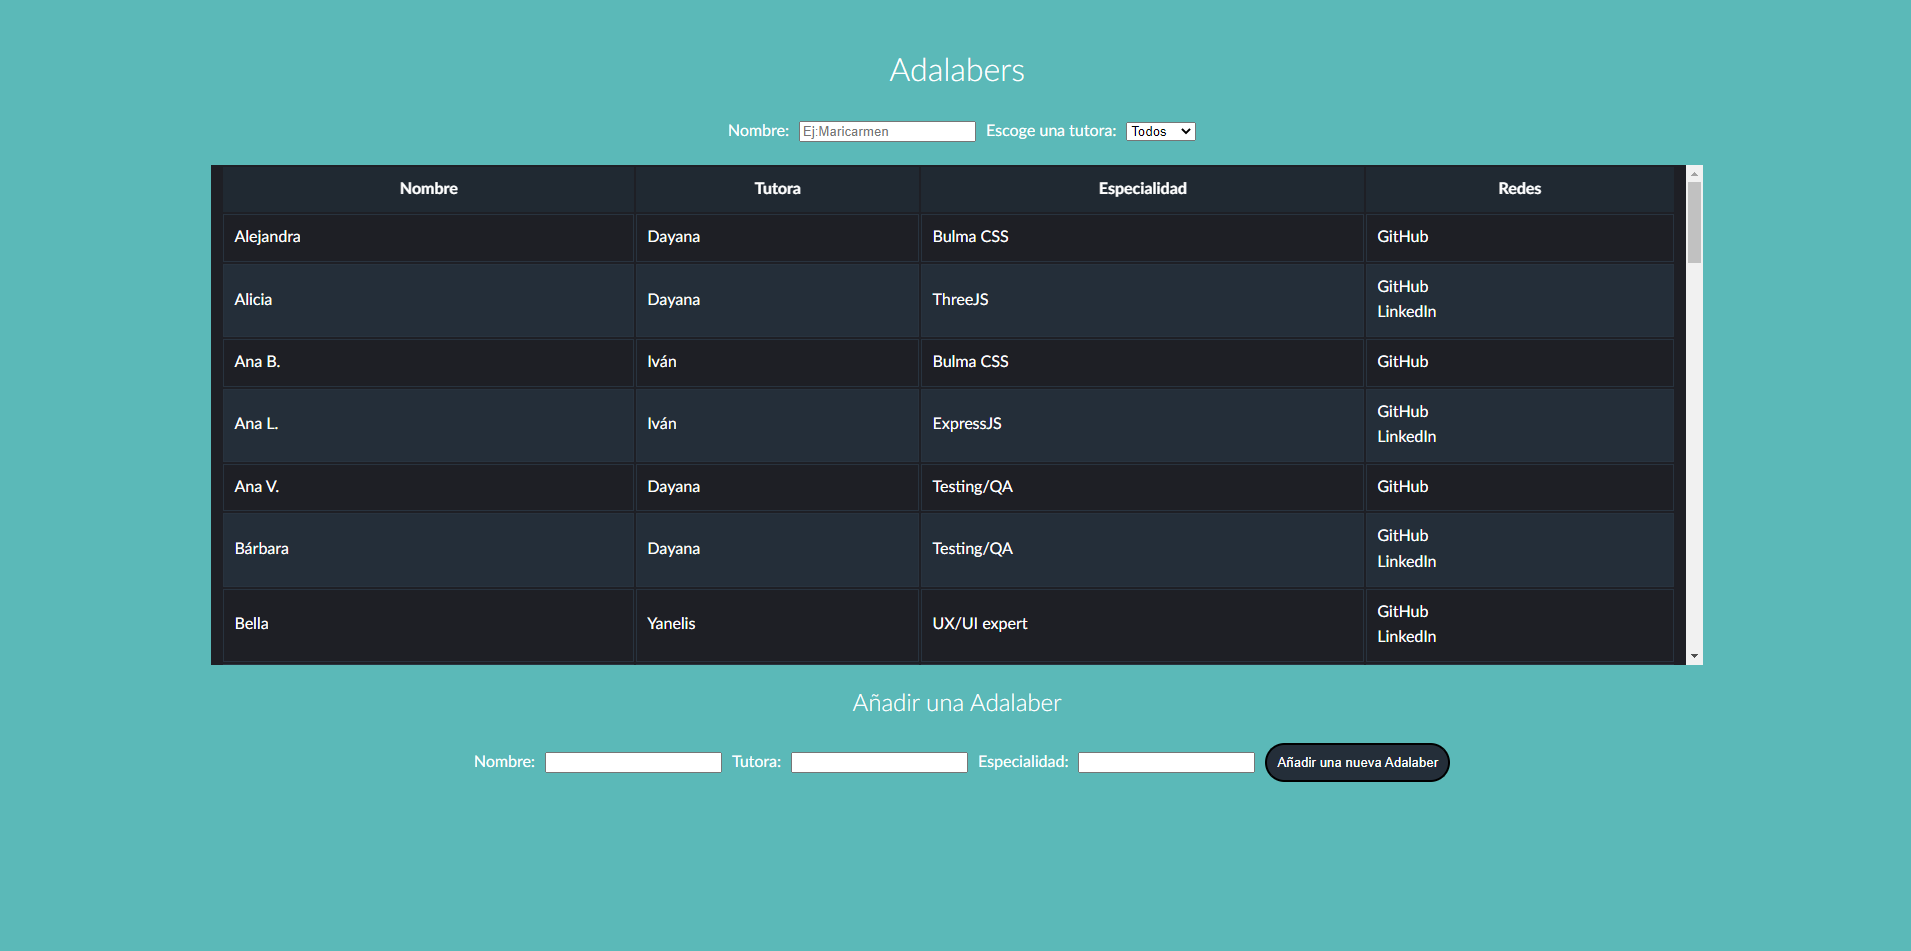 Adalabers
Nombre: Ej:Maricarmen Escoge una tutora: Todos
Nombre Tutora Especialidad Redes
Alejandra Dayana Bulma CSS GitHub
Alicia Dayana ThreeJS GitHub
LinkedIn
Ana B. Iván Bulma CSS GitHub
Ana L. Iván ExpressJS GitHub
LinkedIn
Ana V. Dayana Testing/QA GitHub
Bárbara Dayana Testing/QA GitHub
LinkedIn
Bella Yanelis UX/UI expert GitHub
LinkedIn
Añadir una Adalaber
Nombre: Tutora: Especialidad: Añadir una nueva Adalaber